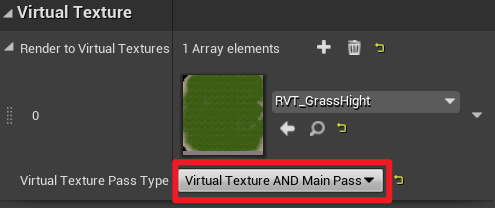 Virtual Texture
Render to Virtual Textures 1 Array elements
0 RVT_GrassHight
Virtual Texture Pass Type Virtual Texture AND Main Pass